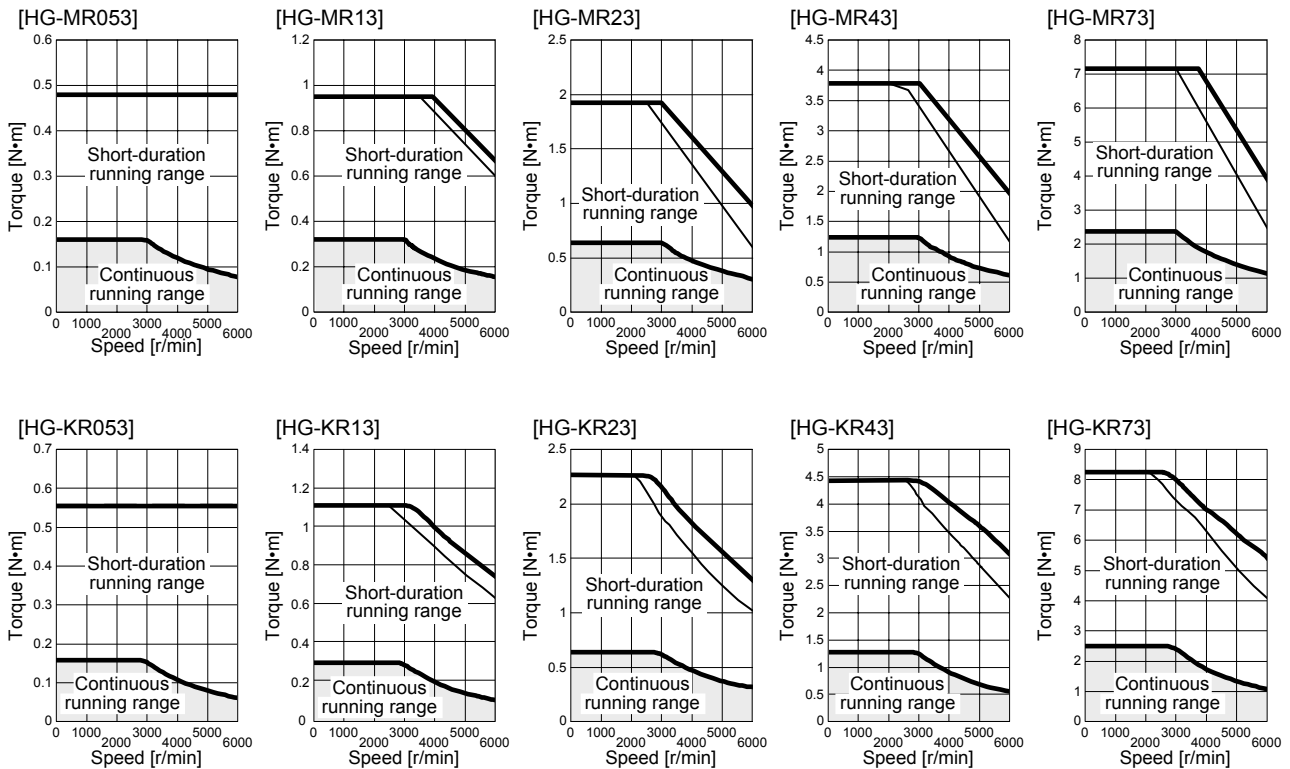 [HG-MR053] [HG-MR13] [HG-MR23] [HG-MR43] [HG-MR73]
Torque [N•m]
0.6
0.5
0.4
0.3
0.2
0.1
0
Short-duration
running range
Continuous
running range
0 1000 3000 5000
2000 4000 6000
Speed [r/min]
Torque [N•m]
1.2
1
0.8
0.6
0.4
0.2
0
Short-duration
running range
Continuous
running range
0 1000 3000 5000
2000 4000 6000
Speed [r/min]
Torque [N•m]
2.5
2
1.5
1
0.5
0
Short-duration
running range
Continuous
running range
0 1000 3000 5000
2000 4000 6000
Speed [r/min]
Torque [N•m]
4.5
4
3.5
3
2.5
2
1.5
1
0.5
0
Short-duration
running range
Continuous
running range
0 1000 3000 5000
2000 4000 6000
Speed [r/min]
Torque [N•m]
8
7
6
5
4
3
2
1
0
Short-duration
running range
Continuous
running range
0 1000 3000 5000
2000 4000 6000
Speed [r/min]
[HG-KR053] [HG-KR13] [HG-KR23] [HG-KR43] [HG-KR73]
Torque [N•m]
0.7
0.6
0.5
0.4
0.3
0.2
0.1
0
Short-duration
running range
Continuous
running range
0 1000 3000 5000
2000 4000 6000
Speed [r/min]
Torque [N•m]
1.4
1.2
1
0.8
0.6
0.4
0.2
0
Short-duration
running range
Continuous
running range
0 1000 3000 5000
2000 4000 6000
Speed [r/min]
Torque [N•m]
2.5
2
1.5
1
0.5
0
Short-duration
running range
Continuous
running range
0 1000 3000 5000
2000 4000 6000
Speed [r/min]
Torque [N•m]
5
4.5
4
3.5
3
2.5
2
1.5
1
0.5
0
Short-duration
running range
Continuous
running range
0 1000 3000 5000
2000 4000 6000
Speed [r/min]
Torque [N•m]
9
8
7
6
5
4
3
2
1
0
Short-duration
running range
Continuous
running range
0 1000 3000 5000
2000 4000 6000
Speed [r/min]